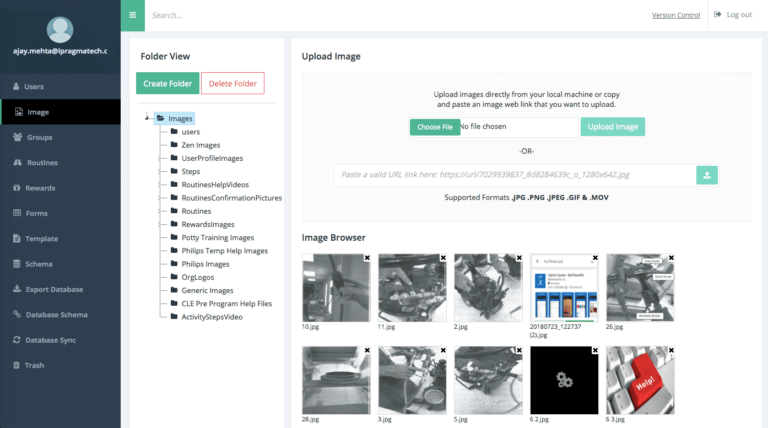 Search...
Version Control
Log out
ajay.mehta@ipragmatech.c
Users
Image
Groups
Routines
Rewards
Forms
Template
Schema
Export Database
Database Schema
Database Sync
Trash
Folder View
Create Folder
Delete Folder
Images
users
Zen Images
UserProfileImages
Steps
RoutinesHelpVideos
RoutinesConfirmationPictures
Routines
RewardsImages
Potty Training Images
Philips Temp Help Images
Philips Images
OrgLogos
Generic Images
CLE Pre Program Help Files
ActivityStepsVideo
Upload Image
Upload images directly from your local machine or copy
and paste an image web link that you want to upload.
Choose File No file chosen
Upload Image
-OR-
Paste a valid URL link here: https://url/7029939837_8d8284639c_o_1280x642.jpg
Supported Formats .JPG .PNG .JPEG .GIF & .MOV
Image Browser
10.jpg
11.jpg
2.jpg
20180723_122737
(2).jpg
26.jpg
28.jpg
3.jpg
5.jpg
6 2.jpg
Help!
6 3.jpg